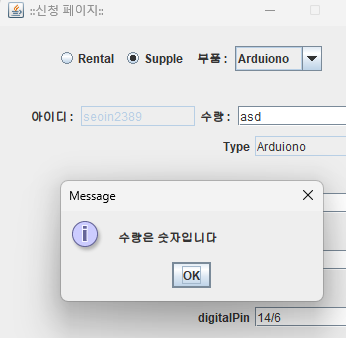 ::신청 페이지::
Rental Supple 부품 : Arduiono
아이디 : seoin2389 수량 : asd
Type Arduiono
Message
수량은 숫자입니다
OK
digitalPin 14/6